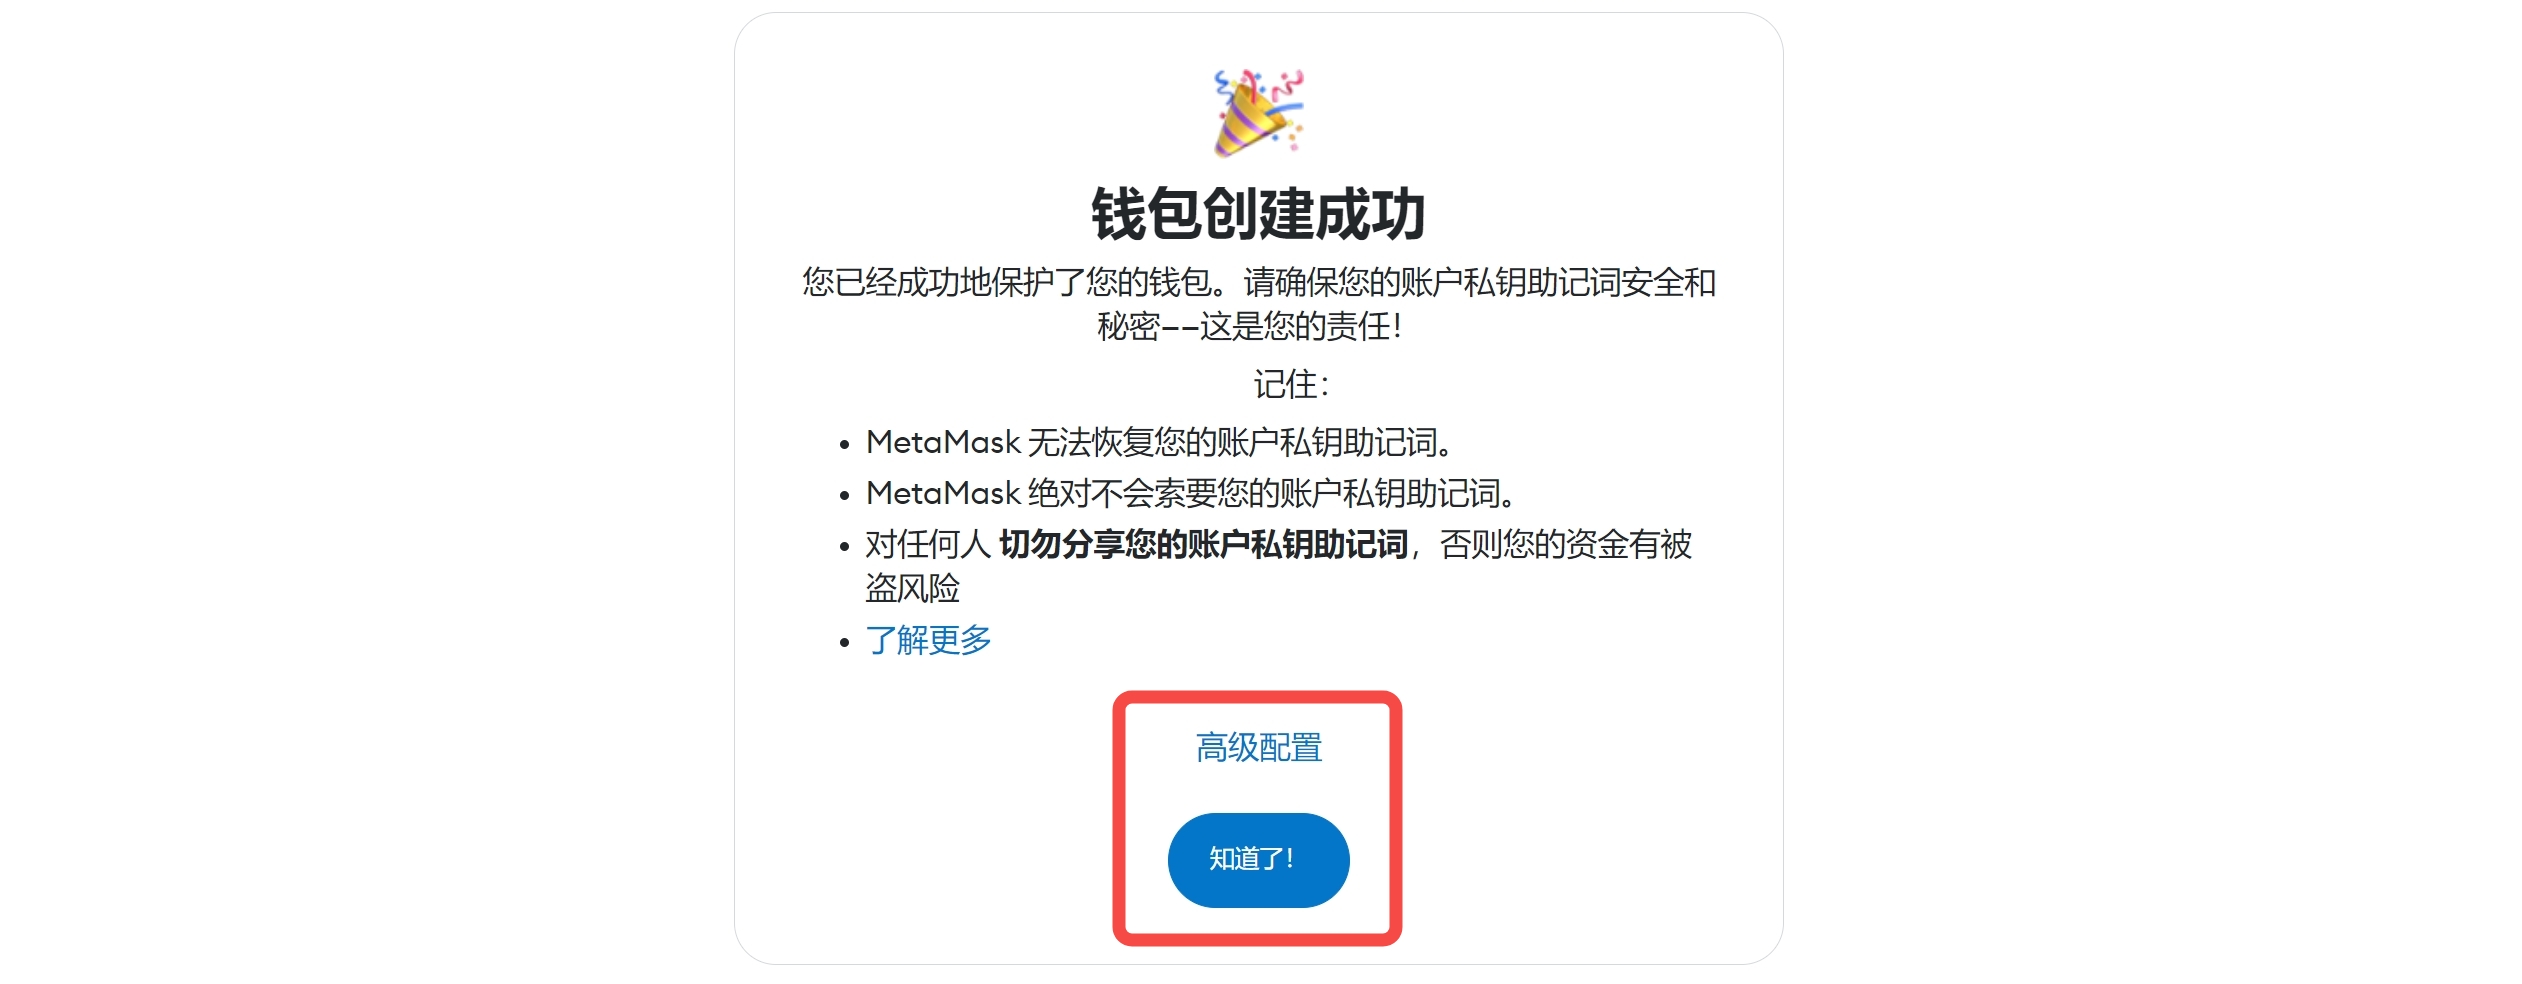 钱包创建成功
您已经成功地保护了您的钱包。请确保您的账户私钥助记词安全和
秘密--这是您的责任！
记住：
• MetaMask 无法恢复您的账户私钥助记词。
• MetaMask 绝对不会索要您的账户私钥助记词。
• 对任何人 切勿分享您的账户私钥助记词，否则您的资金有被
盗风险
• 了解更多
高级配置
知道了！